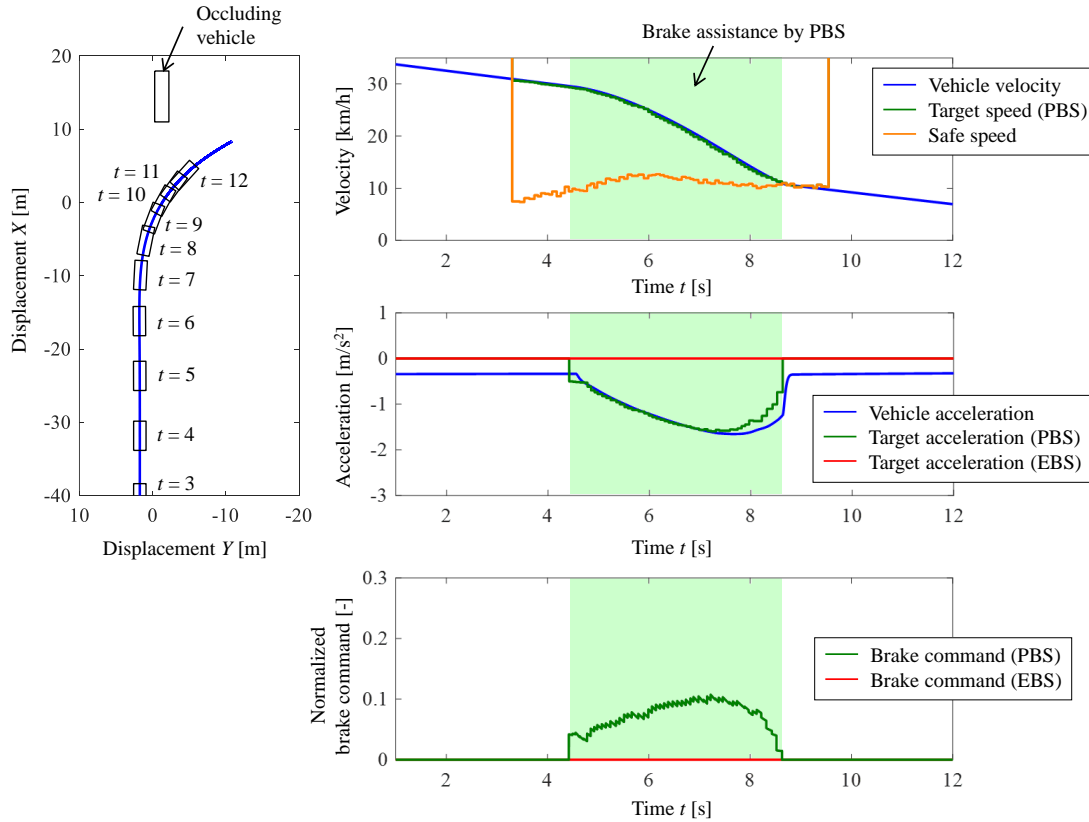 Occluding
vehicle
20
10
0
-10
-20
-30
-40
10
0
-10
-20
Displacement X [m]
Displacement Y [m]
t = 11
t = 10
t = 12
t = 9
t = 8
t = 7
t = 6
t = 5
t = 4
t = 3
Brake assistance by PBS
30
20
10
0
Velocity [km/h]
2
4
6
8
10
12
Time t [s]
Vehicle velocity
Target speed (PBS)
Safe speed
1
0
-1
-2
-3
Acceleration [m/s²]
2
4
6
8
10
12
Time t [s]
Vehicle acceleration
Target acceleration (PBS)
Target acceleration (EBS)
0.3
0.2
0.1
0
Normalized
brake command [-]
2
4
6
8
10
12
Time t [s]
Brake command (PBS)
Brake command (EBS)